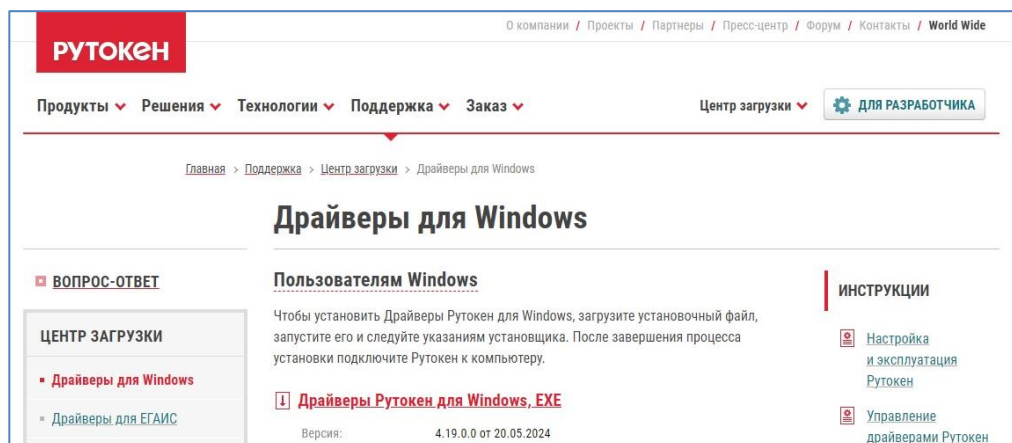 О компании / Проекты / Партнеры / Пресс-центр / Форум / Контакты / World Wide
РУТОКЕН
Продукты Решения Технологии Поддержка Заказ Центр загрузки ДЛЯ РАЗРАБОТЧИКА
Главная > Поддержка > Центр загрузки > Драйверы для Windows
Драйверы для Windows
ВОПРОС-ОТВЕТ
ЦЕНТР ЗАГРУЗКИ
Драйверы для Windows
Драйверы для ЕГАИС
Пользователям Windows
Чтобы установить Драйверы Рутокен для Windows, загрузите установочный файл,
запустите его и следуйте указаниям установщика. После завершения процесса
установки подключите Рутокен к компьютеру.
Драйверы Рутокен для Windows, EXE
Версия: 4.19.0.0 от 20.05.2024
ИНСТРУКЦИИ
Настройка
и эксплуатация
Рутокен
Управление
драйверами Рутокен